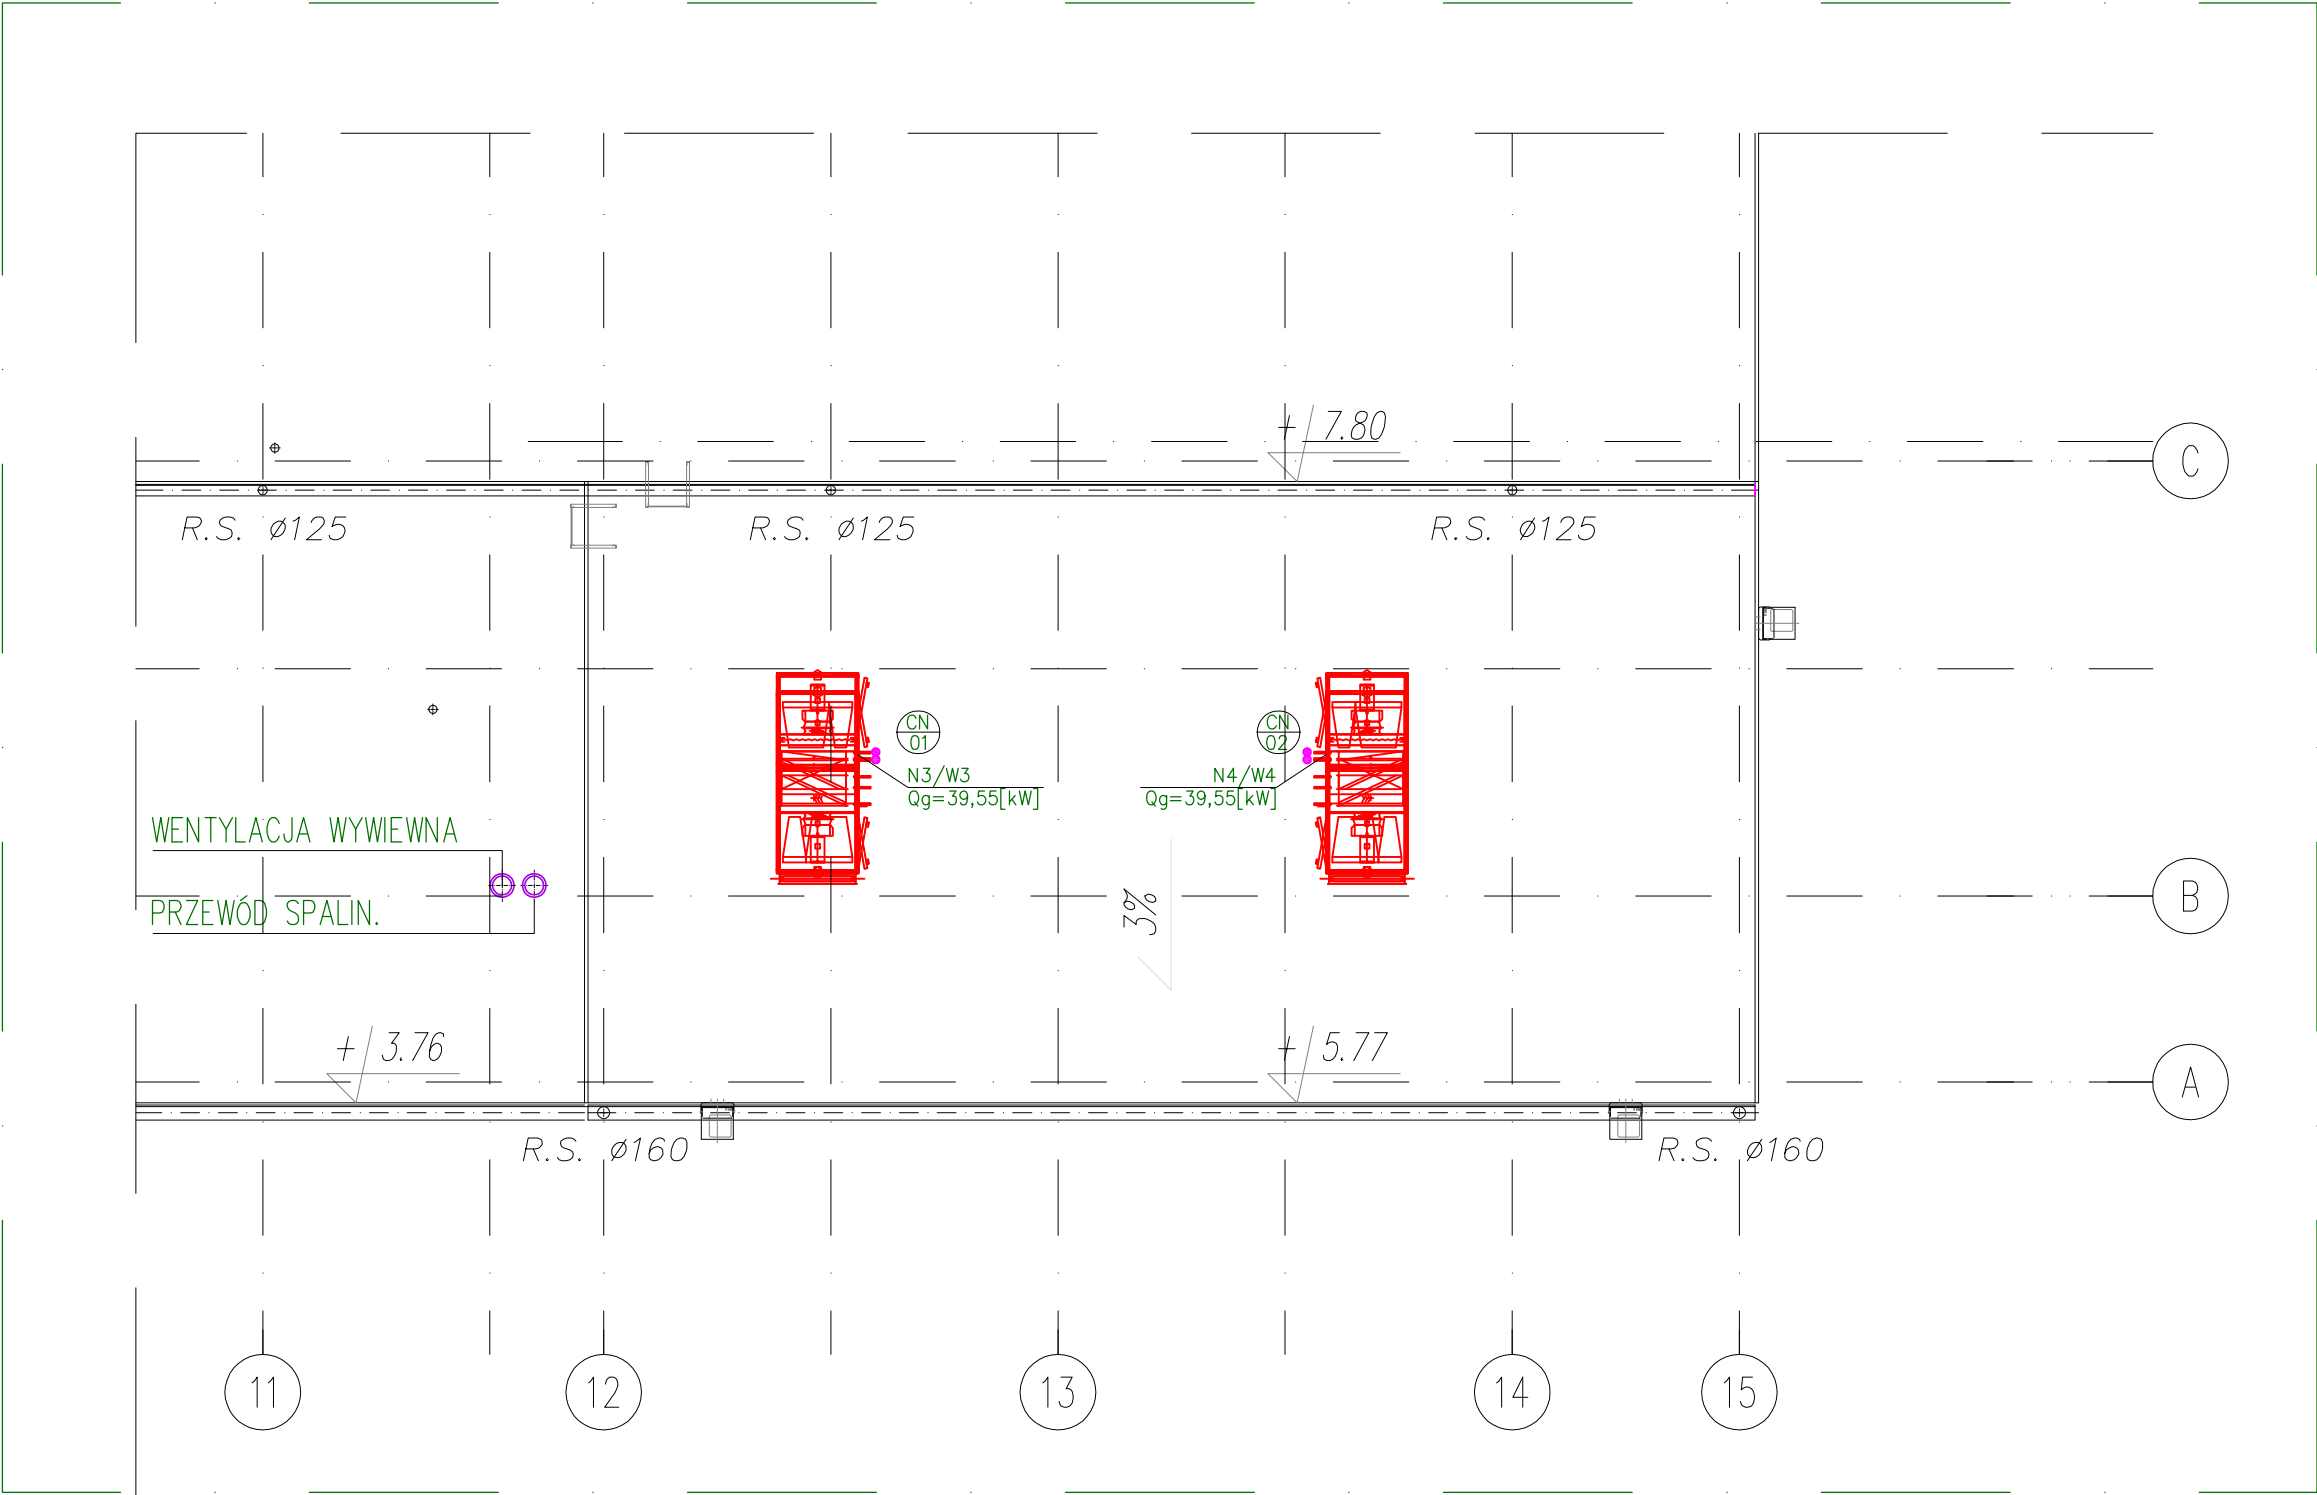 + 7.80
C
R.S. ø125
R.S. ø125
R.S. ø125
CN
01
CN
02
N3/W3
Qg=39,55[kW]
N4/W4
Qg=39,55[kW]
WENTYLACJA WYWIEWNA
PRZEWÓD SPALIN.
3%
B
+ 3.76
+ 5.77
A
R.S. ø160
R.S. ø160
11
12
13
14
15